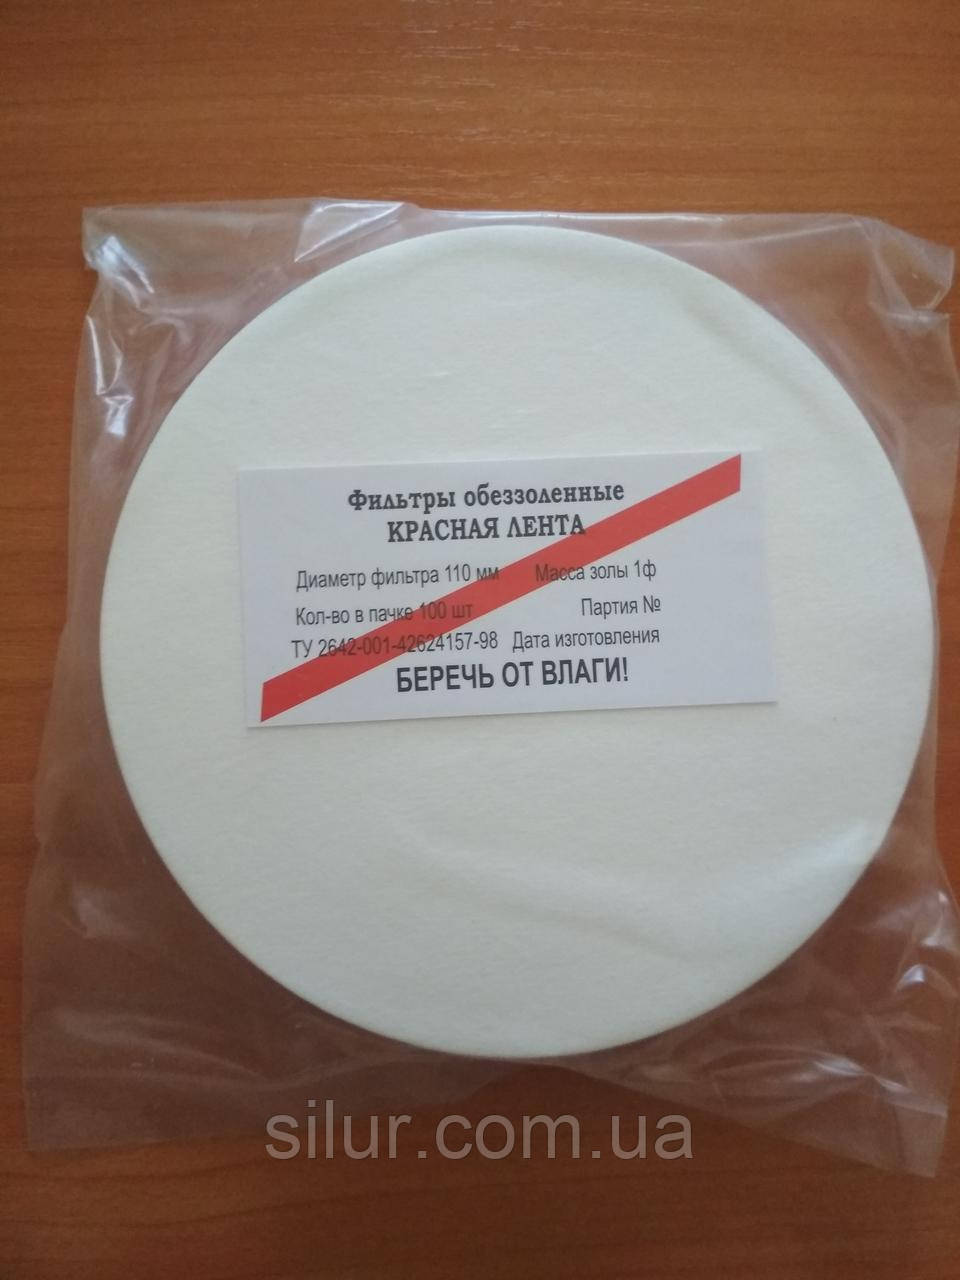 Фильтры обеззоленные
КРАСНАЯ ЛЕНТА
Диаметр фильтра 110 мм Масса золы 1ф
Кол-во в пачке 100 шт Партия №
ТУ 2642-001-42624157-98 Дата изготовления
БЕРЕЧЬ ОТ ВЛАГИ!
silur.com.ua